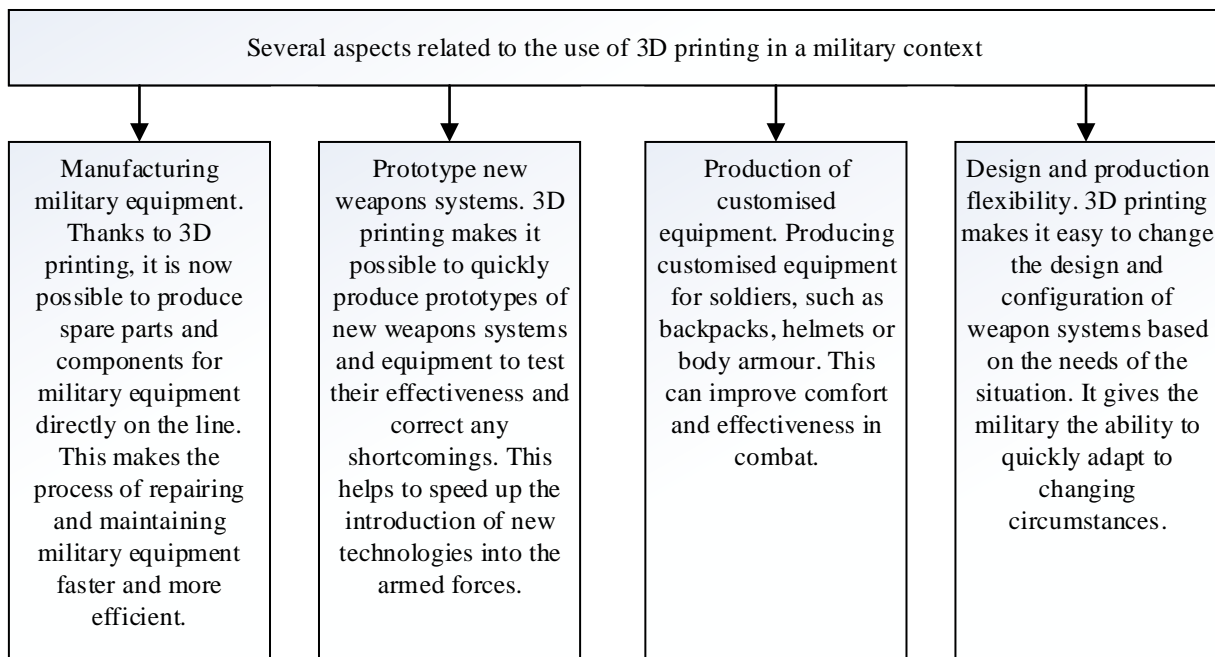 Several aspects related to the use of 3D printing in a military context
Manufacturing
military equipment.
Thanks to 3D
printing, it is now
possible to produce
spare parts and
components for
military equipment
directly on the line.
This makes the
process of repairing
and maintaining
military equipment
faster and more
efficient.
Prototype new
weapons systems. 3D
printing makes it
possible to quickly
produce prototypes of
new weapons systems
and equipment to test
their effectiveness and
correct any
shortcomings. This
helps to speed up the
introduction of new
technologies into the
armed forces.
Production of
customised
equipment. Producing
customised equipment
for soldiers, such as
backpacks, helmets or
body armour. This
can improve comfort
and effectiveness in
combat.
Design and production
flexibility. 3D printing
makes it easy to change
the design and
configuration of
weapon systems based
on the needs of the
situation. It gives the
military the ability to
quickly adapt to
changing
circumstances.